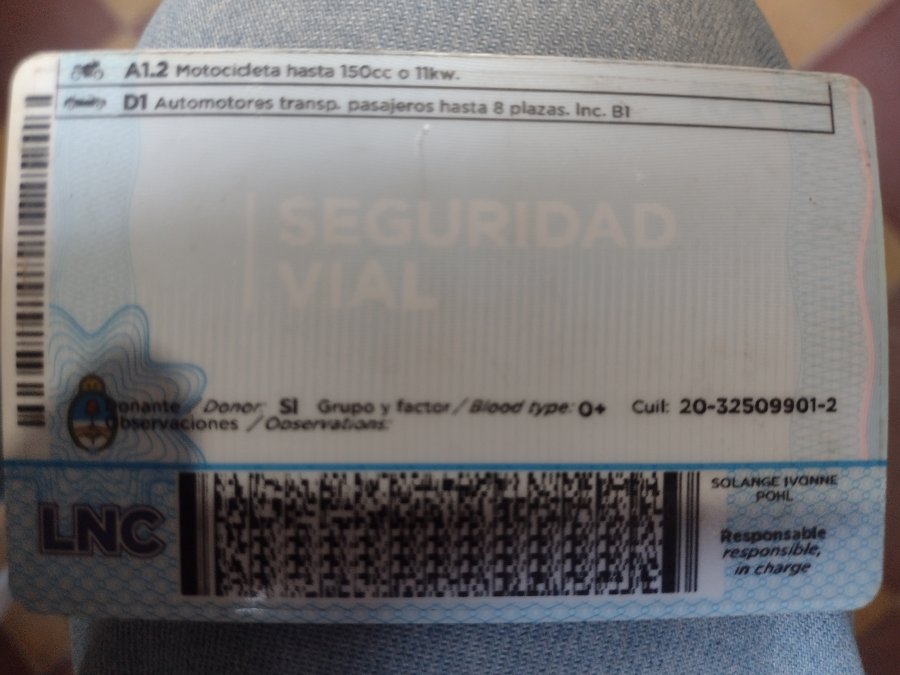 A1.2 Motocicleta hasta 150cc o 11kw.
D1 Automotores transp. pasajeros hasta 8 plazas. Inc. B1
SEGURIDAD
VIAL
Donante / Donor: SI Grupo y factor / Blood type: 0+ Cuil: 20-32509901-2
Observaciones / Observations:
LNC
SOLANGE IVONNE
POHL
Responsable
responsible,
in charge